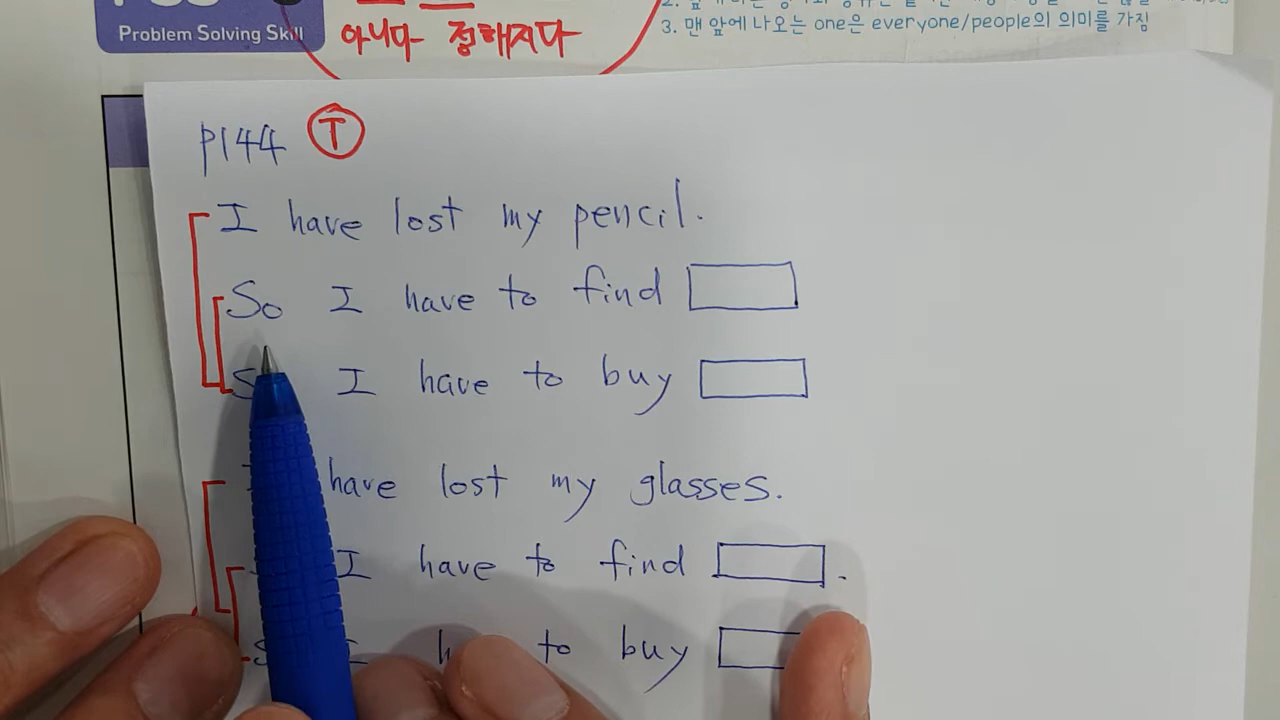 Problem Solving Skill
아니다 정해지다
3. 맨 앞에 나오는 one은 everyone/people의 의미를 가짐
P144 T
I have lost my pencil.
So I have to find
I have to buy
have lost my glasses.
I have to find .
I to buy